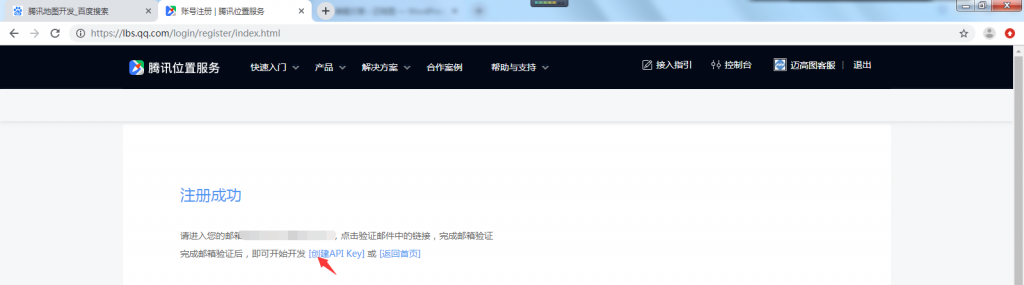 腾讯地图开发_百度搜索
账号注册 | 腾讯位置服务
https://lbs.qq.com/login/register/index.html
腾讯位置服务 快速入门 产品 解决方案 合作案例 帮助与支持 接入指引 控制台 迈高图客服 | 退出
注册成功
请进入您的邮箱 ，点击验证邮件中的链接，完成邮箱验证
完成邮箱验证后，即可开始开发 [创建API Key] 或 [返回首页]